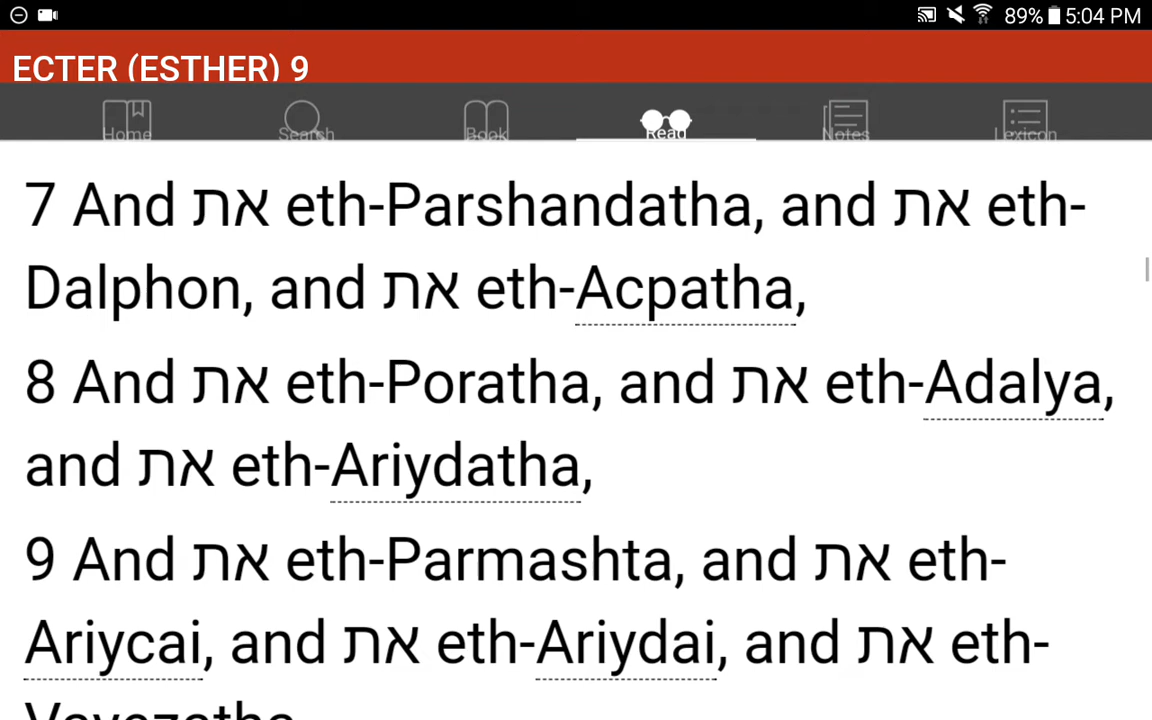 89% 5:04 PM
ECTER (ESTHER) 9
Home Search Book Read Notes Lexicon
7 And את eth-Parshandatha, and את eth-
Dalphon, and את eth-Acpatha,
8 And את eth-Poratha, and את eth-Adalya,
and את eth-Ariydatha,
9 And את eth-Parmashta, and את eth-
Ariycai, and את eth-Ariydai, and את eth-
Vayezatha